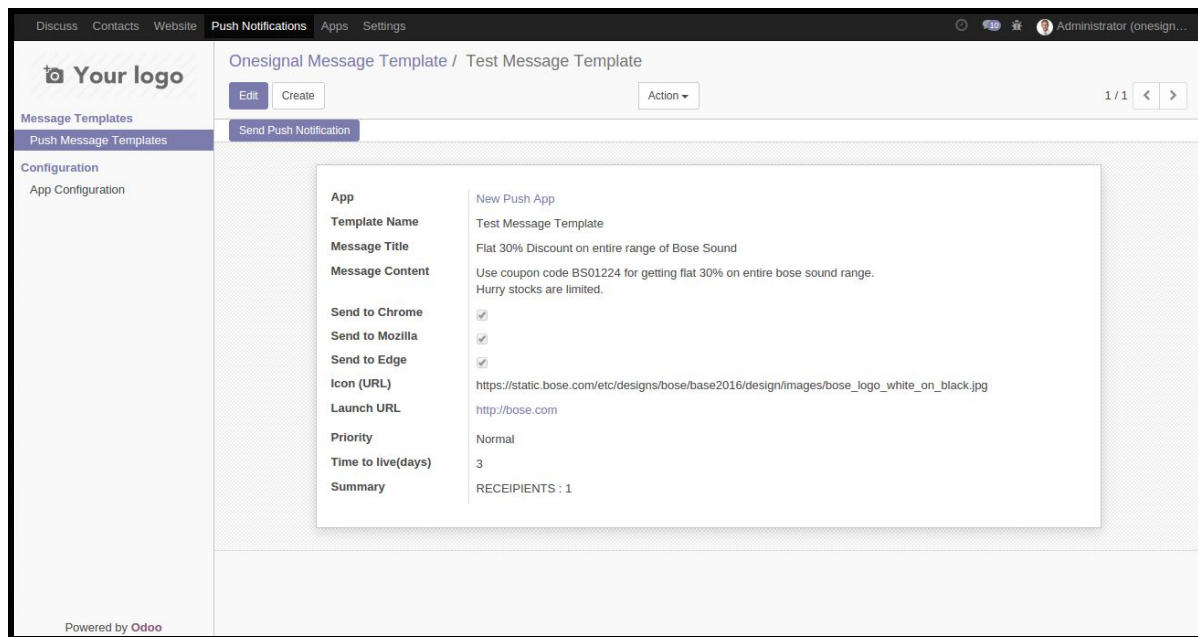 Discuss Contacts Website Push Notifications Apps Settings 10 Administrator (onesign...
Your logo
Onesignal Message Template / Test Message Template
Edit Create Action 1 / 1
Message Templates
Push Message Templates
Send Push Notification
Configuration
App Configuration
App New Push App
Template Name Test Message Template
Message Title Flat 30% Discount on entire range of Bose Sound
Message Content Use coupon code BS01224 for getting flat 30% on entire bose sound range.
Hurry stocks are limited.
Send to Chrome
Send to Mozilla
Send to Edge
Icon (URL) https://static.bose.com/etc/designs/bose/base2016/design/images/bose_logo_white_on_black.jpg
Launch URL http://bose.com
Priority Normal
Time to live(days) 3
Summary RECEIPIENTS : 1
Powered by Odoo